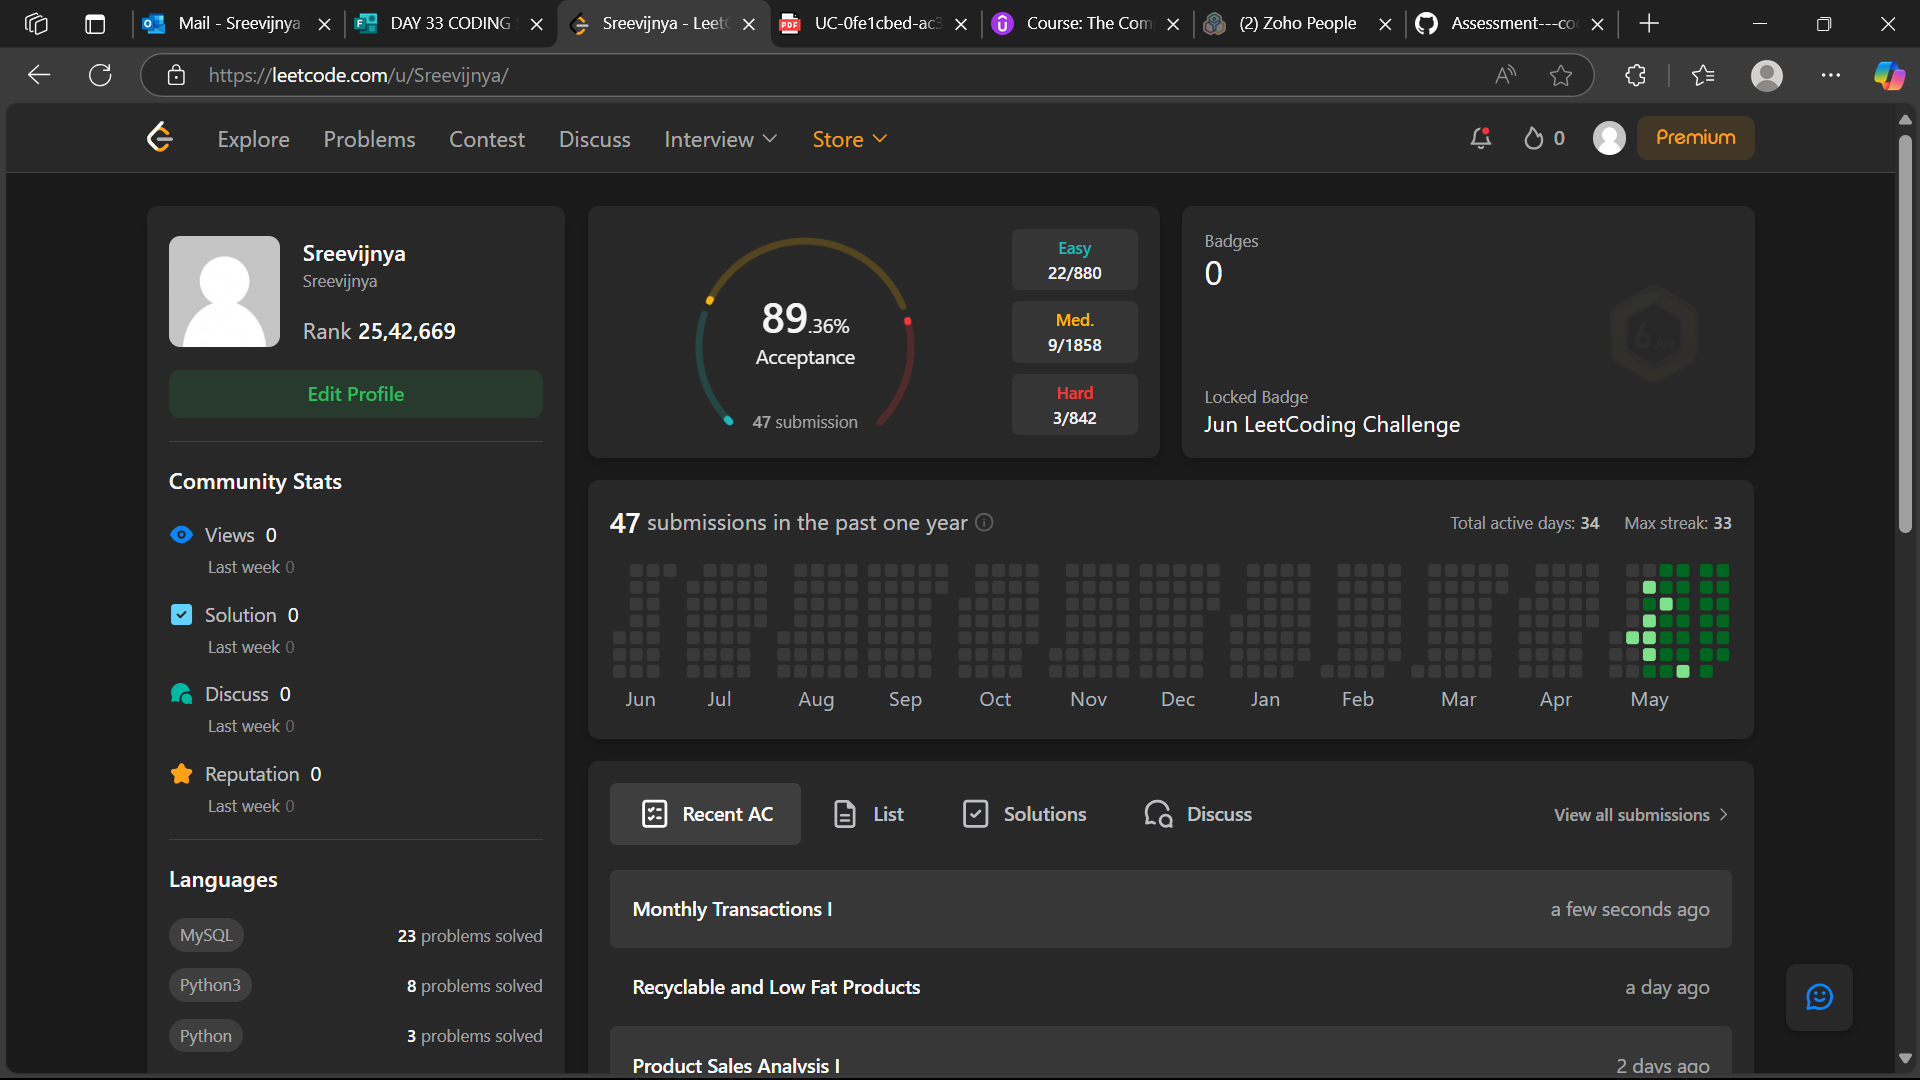 Mail - Sreevijnya
DAY 33 CODING
Sreevijnya - LeetC
UC-0fe1cbed-ac3
Course: The Com
(2) Zoho People
Assessment---co
https://leetcode.com/u/Sreevijnya/
Explore
Problems
Contest
Discuss
Interview
Store
0
Premium
Sreevijnya
Sreevijnya
Rank 25,42,669
Edit Profile
Community Stats
Views 0
Last week 0
Solution 0
Last week 0
Discuss 0
Last week 0
Reputation 0
Last week 0
Languages
MySQL
23 problems solved
Python3
8 problems solved
Python
3 problems solved
89.36%
Acceptance
47 submission
Easy
22/880
Med.
9/1858
Hard
3/842
Badges
0
Locked Badge
Jun LeetCoding Challenge
47 submissions in the past one year
Total active days: 34
Max streak: 33
Jun
Jul
Aug
Sep
Oct
Nov
Dec
Jan
Feb
Mar
Apr
May
Recent AC
List
Solutions
Discuss
View all submissions
Monthly Transactions I
a few seconds ago
Recyclable and Low Fat Products
a day ago
Product Sales Analysis I
2 days ago